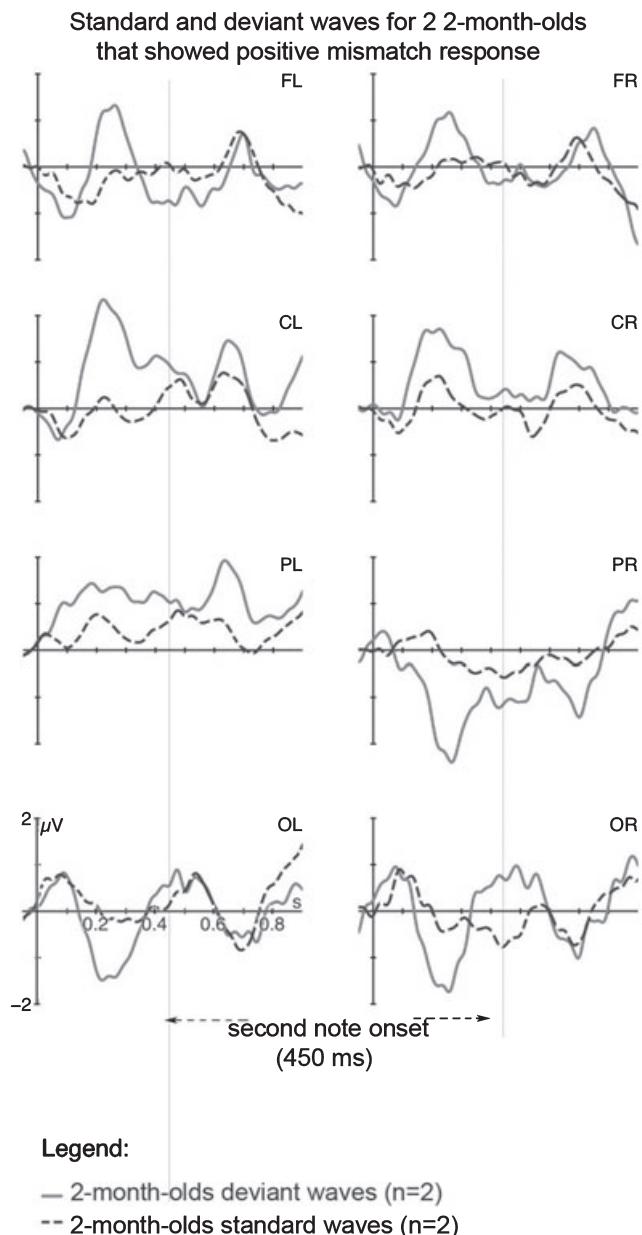 Standard and deviant waves for 2 2-month-olds
that showed positive mismatch response
FL
FR
CL
CR
PL
PR
2 µV
OL
OR
0.2 0.4 0.6 0.8 s
−2
second note onset
(450 ms)
Legend:
2-month-olds deviant waves (n=2)
2-month-olds standard waves (n=2)